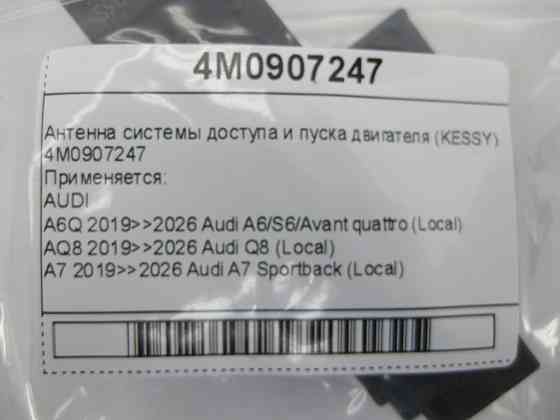 4M0907247
Антенна системы доступа и пуска двигателя (KESSY)
4M0907247
Применяется:
AUDI
A6Q 2019>>2026 Audi A6/S6/Avant quattro (Local)
AQ8 2019>>2026 Audi Q8 (Local)
A7 2019>>2026 Audi A7 Sportback (Local)